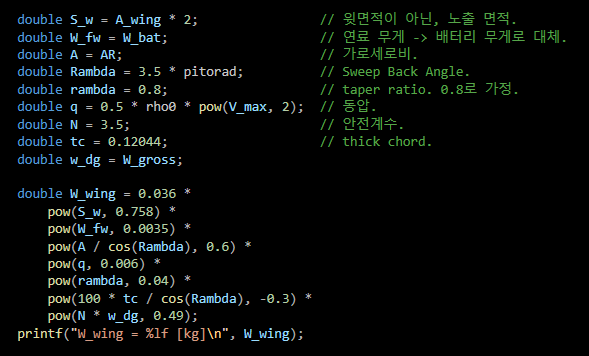 double S_w = A_wing * 2; // 윗면적이 아닌, 노출 면적.
double W_fw = W_bat; // 연료 무게 -> 배터리 무게로 대체.
double A = AR; // 가로세로비.
double Rambda = 3.5 * pitorad; // Sweep Back Angle.
double rambda = 0.8; // taper ratio. 0.8로 가정.
double q = 0.5 * rho0 * pow(V_max, 2); // 동압.
double N = 3.5; // 안전계수.
double tc = 0.12044; // thick chord.
double w_dg = W_gross;
double W_wing = 0.036 *
pow(S_w, 0.758) *
pow(W_fw, 0.0035) *
pow(A / cos(Rambda), 0.6) *
pow(q, 0.006) *
pow(rambda, 0.04) *
pow(100 * tc / cos(Rambda), -0.3) *
pow(N * w_dg, 0.49);
printf("W_wing = %lf [kg]\n", W_wing);